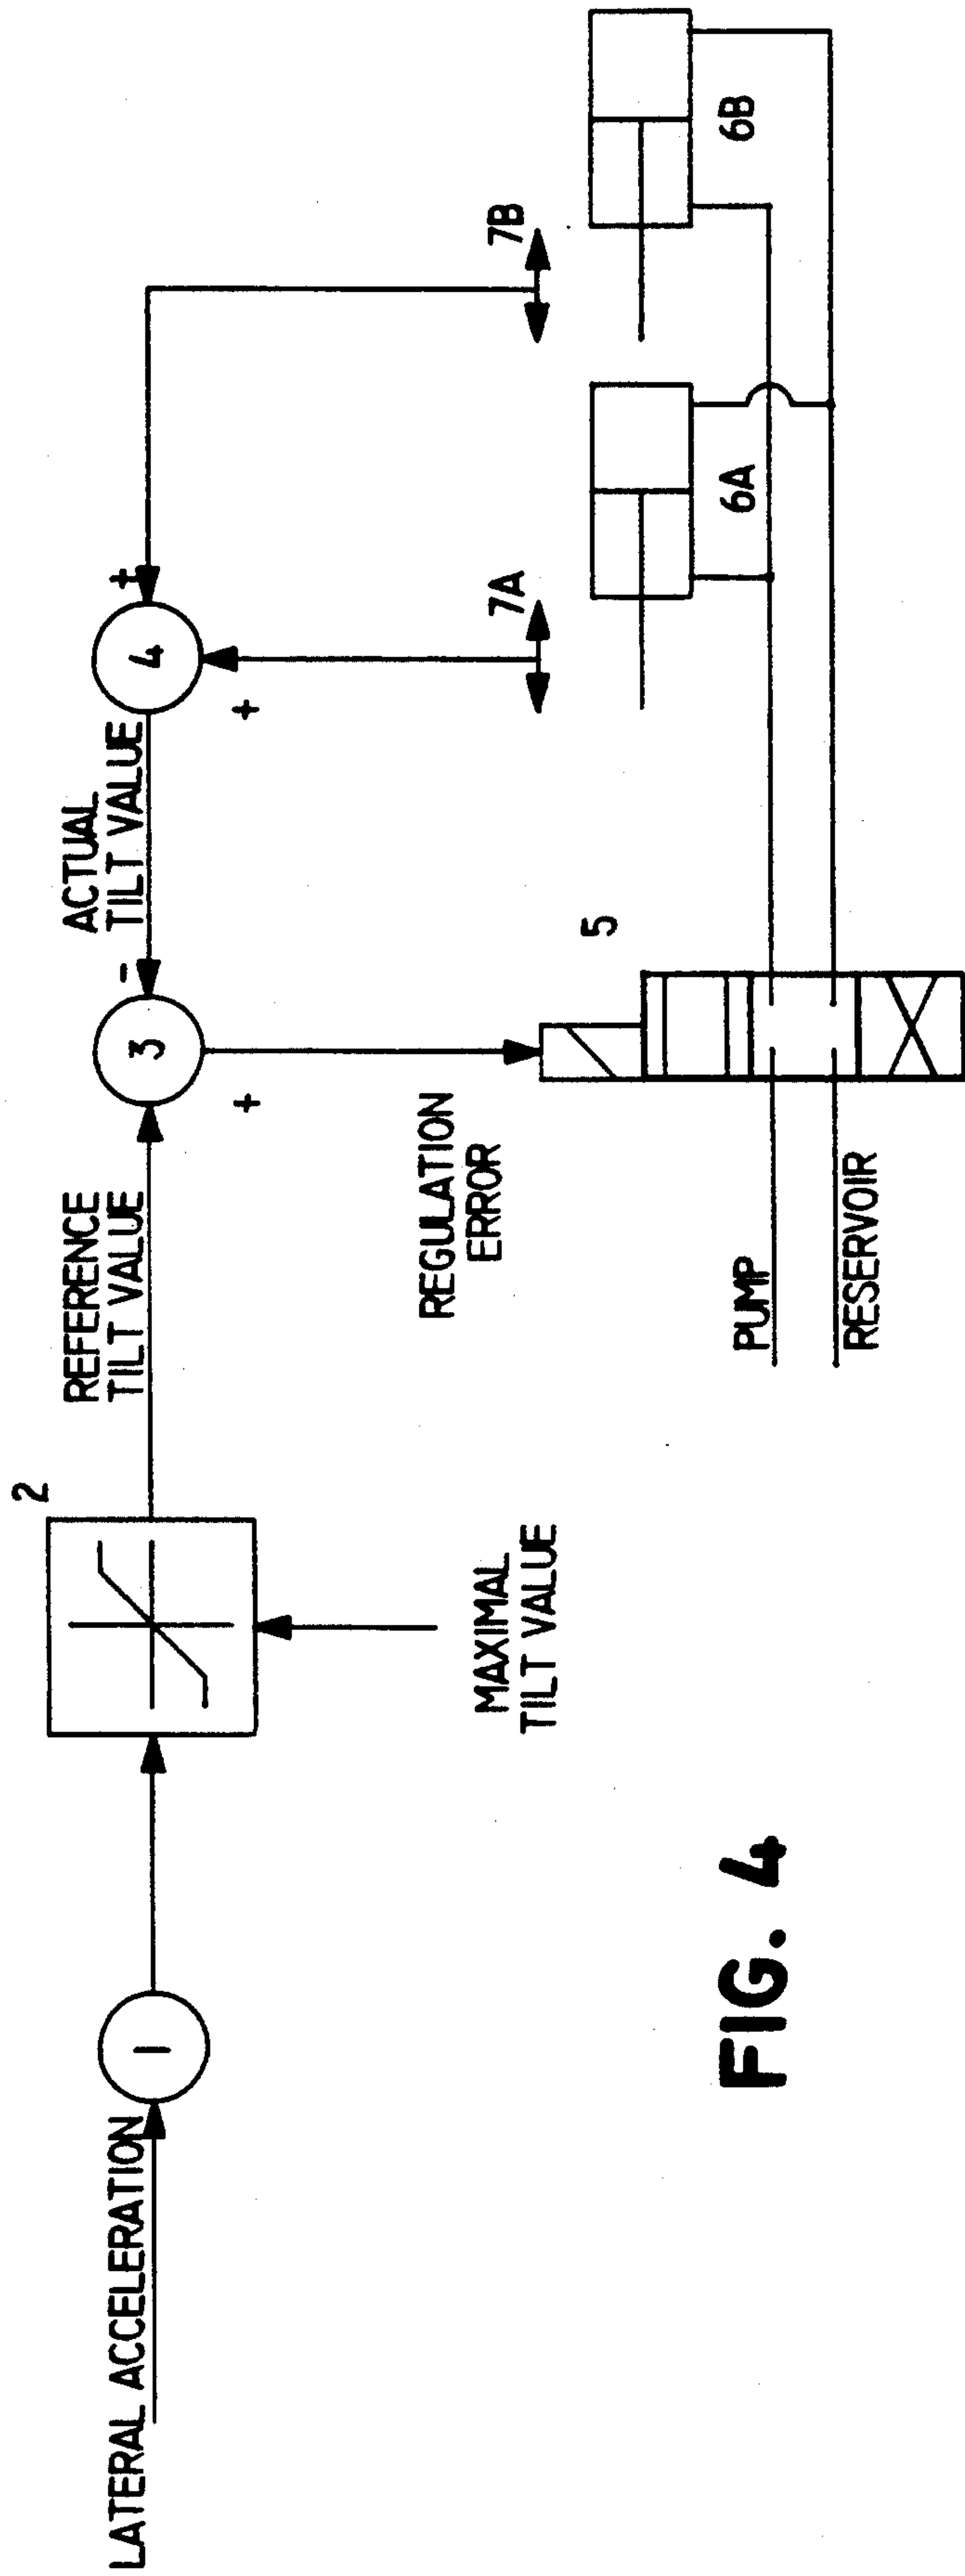 LATERAL ACCELERATION
1
2
MAXIMAL
TILT VALUE
REFERENCE
TILT VALUE
+
3
-
REGULATION
ERROR
ACTUAL
TILT VALUE
4
+
+
7A
7B
5
6A
6B
PUMP
RESERVOIR
FIG. 4